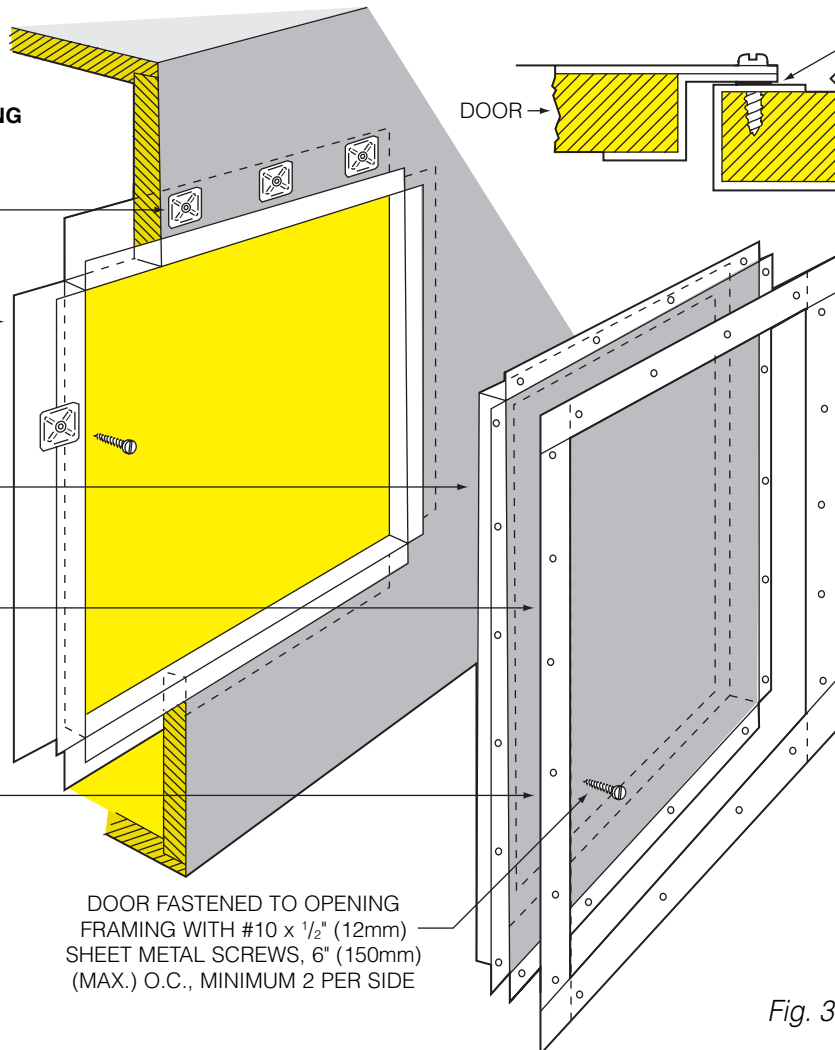 NG
DOOR
DOOR FASTENED TO OPENING
FRAMING WITH #10 x 1/2" (12mm)
SHEET METAL SCREWS, 6" (150mm)
(MAX.) O.C., MINIMUM 2 PER SIDE
Fig. 3